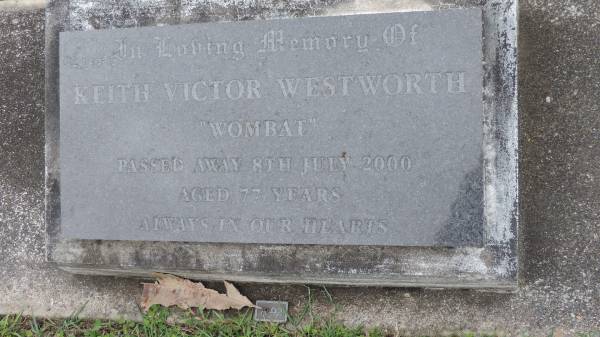 In Loving Memory Of
KEITH VICTOR WESTWORTH
"WOMBAT"
PASSED AWAY 8TH JULY 2000
AGED 77 YEARS
ALWAYS IN OUR HEARTS